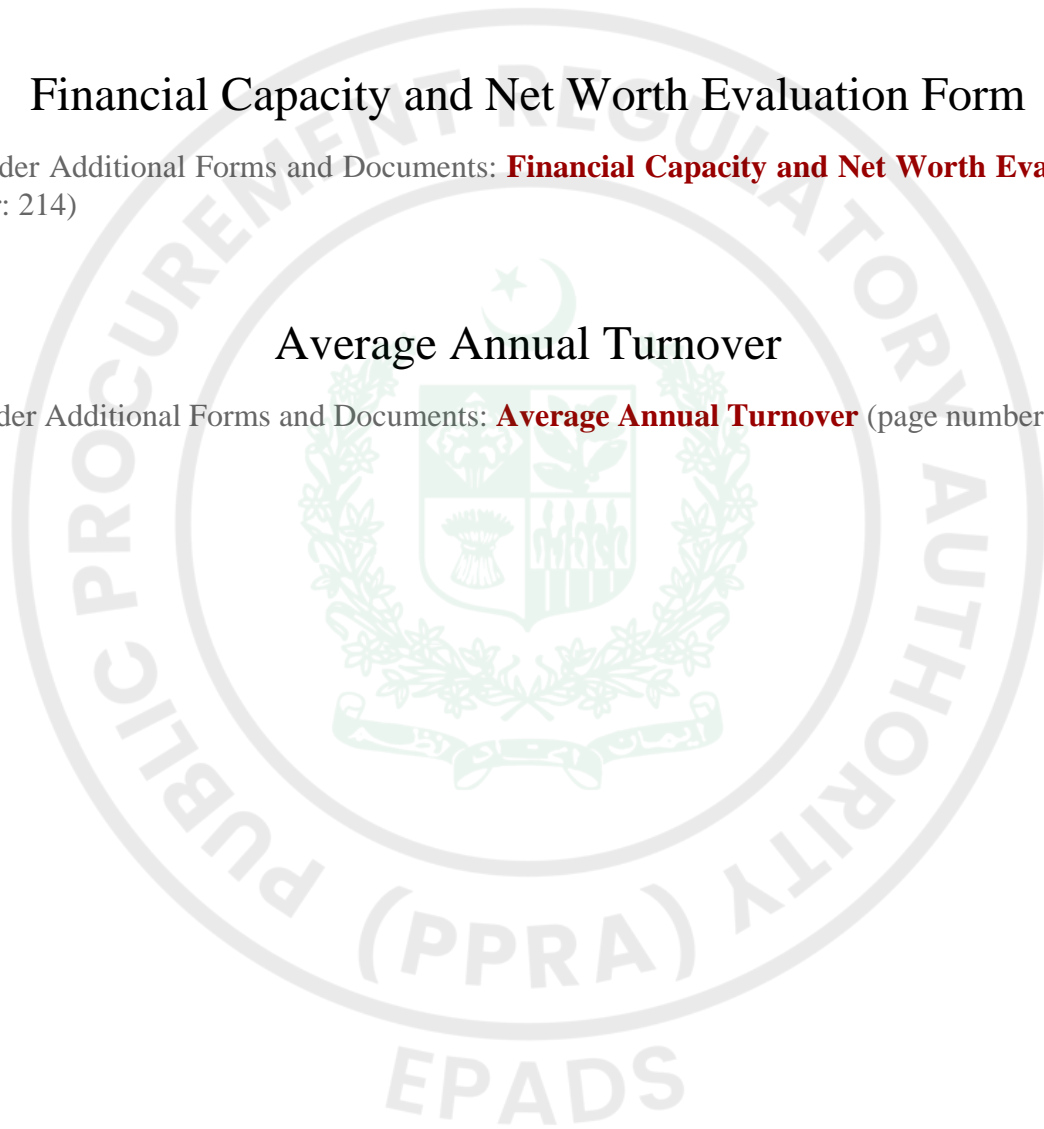 Financial Capacity and Net Worth Evaluation Form
der Additional Forms and Documents: Financial Capacity and Net Worth Eva
r: 214)
Average Annual Turnover
der Additional Forms and Documents: Average Annual Turnover (page number
PUBLIC PROCUREMENT REGULATORY AUTHORITY
(PPRA)
EPADS